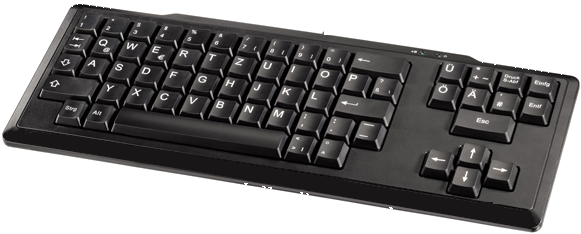 Q W E R T Z U I O P
A S D F G H J K L
Y X C V B N M
Strg Alt
Ü * + ~ Druck S-Abf Einfg
Ö Ä # Entf
Esc